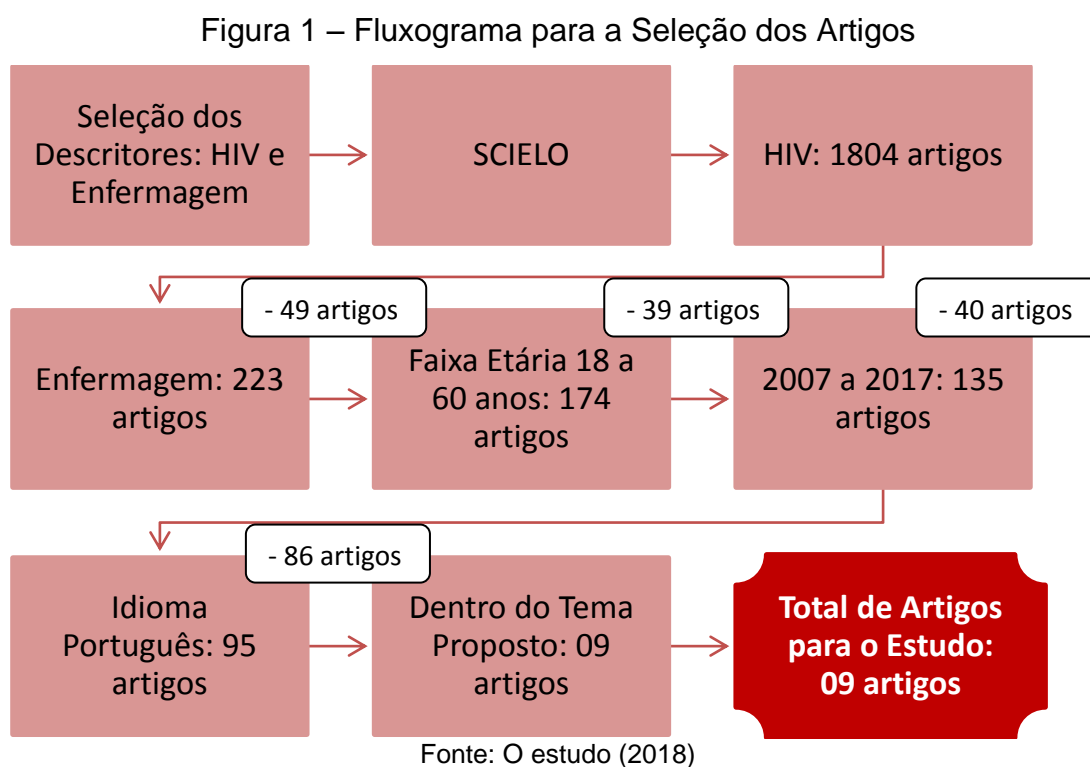 Figura 1 – Fluxograma para a Seleção dos Artigos
Seleção dos
Descritores: HIV e
Enfermagem
SCIELO
HIV: 1804 artigos
- 49 artigos
- 39 artigos
- 40 artigos
Enfermagem: 223
artigos
Faixa Etária 18 a
60 anos: 174
artigos
2007 a 2017: 135
artigos
- 86 artigos
Idioma
Português: 95
artigos
Dentro do Tema
Proposto: 09
artigos
Total de Artigos
para o Estudo:
09 artigos
Fonte: O estudo (2018)